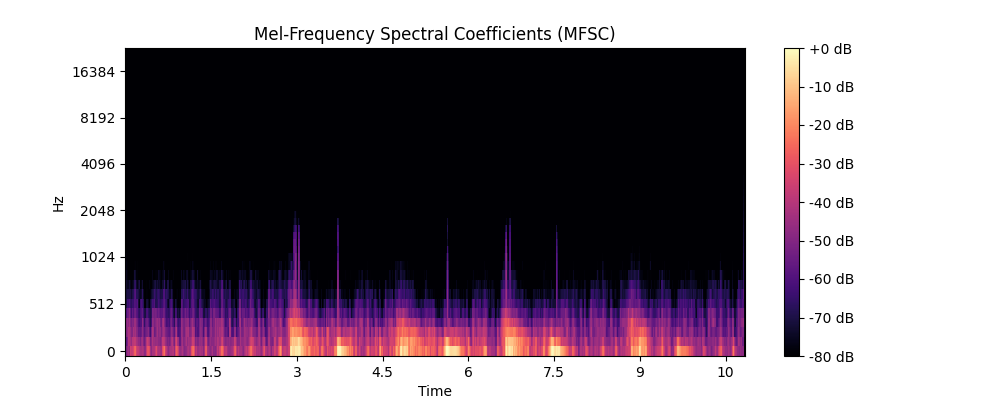 Mel-Frequency Spectral Coefficients (MFSC)
Hz
16384
8192
4096
2048
1024
512
0
0 1.5 3 4.5 6 7.5 9 10
Time
+0 dB
-10 dB
-20 dB
-30 dB
-40 dB
-50 dB
-60 dB
-70 dB
-80 dB